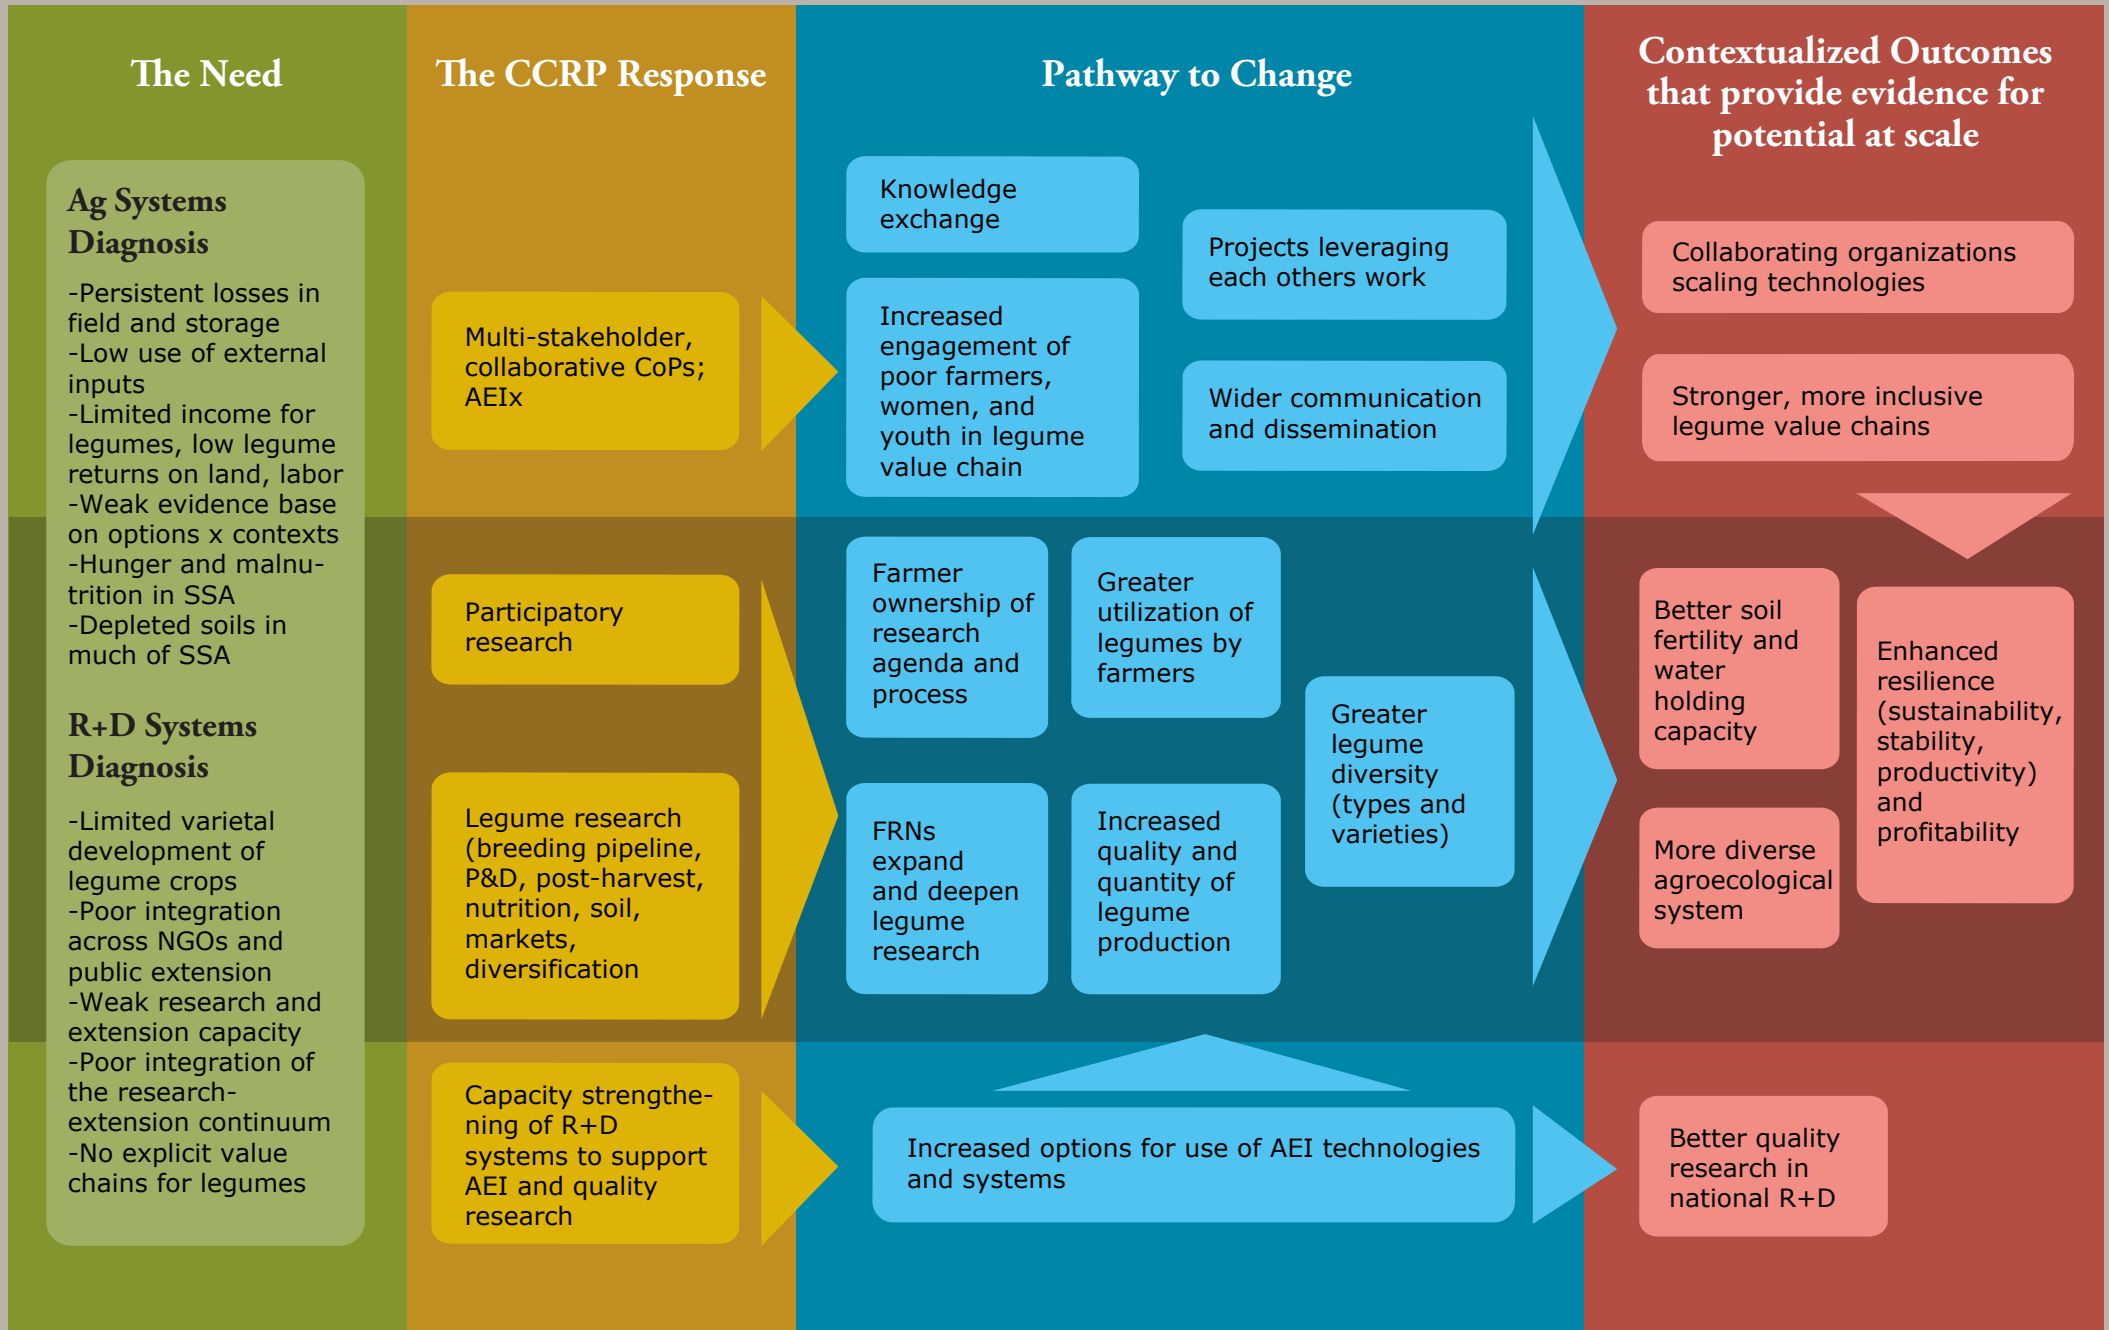 The Need
Ag Systems
Diagnosis
-Persistent losses in
field and storage
-Low use of external
inputs
-Limited income for
legumes, low legume
returns on land, labor
-Weak evidence base
on options x contexts
-Hunger and malnu-
trition in SSA
-Depleted soils in
much of SSA
R+D Systems
Diagnosis
-Limited varietal
development of
legume crops
-Poor integration
across NGOs and
public extension
-Weak research and
extension capacity
-Poor integration of
the research-
extension continuum
-No explicit value
chains for legumes
The CCRP Response
Multi-stakeholder,
collaborative CoPs;
AEIx
Participatory
research
Legume research
(breeding pipeline,
P&D, post-harvest,
nutrition, soil,
markets,
diversification
Capacity strengthe-
ning of R+D
systems to support
AEI and quality
research
Pathway to Change
Knowledge
exchange
Increased
engagement of
poor farmers,
women, and
youth in legume
value chain
Projects leveraging
each others work
Wider communication
and dissemination
Farmer
ownership of
research
agenda and
process
Greater
utilization of
legumes by
farmers
FRNs
expand
and deepen
legume
research
Increased
quality and
quantity of
legume
production
Greater
legume
diversity
(types and
varieties)
Increased options for use of AEI technologies
and systems
Contextualized Outcomes
that provide evidence for
potential at scale
Collaborating organizations
scaling technologies
Stronger, more inclusive
legume value chains
Better soil
fertility and
water
holding
capacity
More diverse
agroecological
system
Enhanced
resilience
(sustainability,
stability,
productivity)
and
profitability
Better quality
research in
national R+D